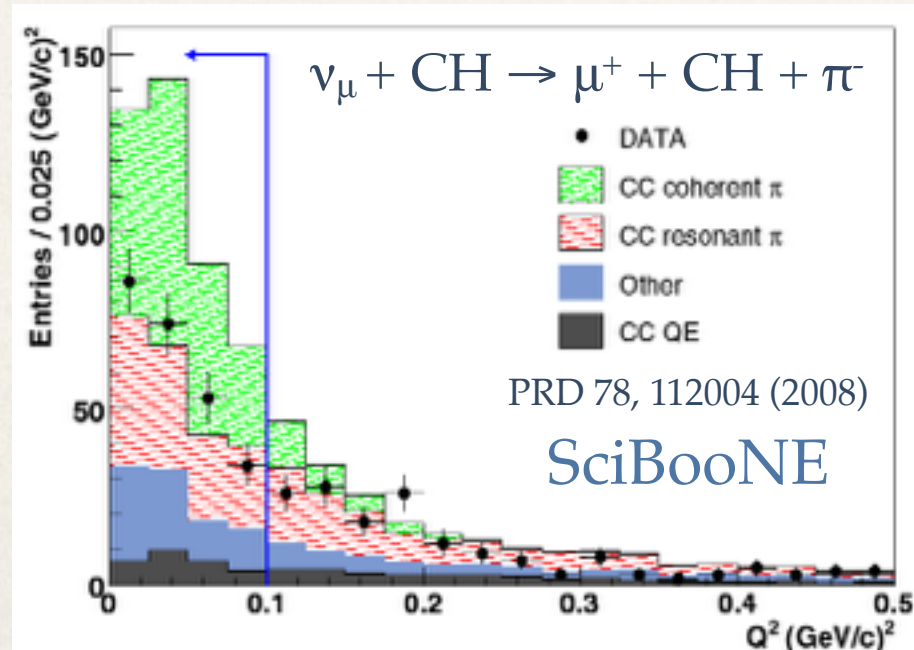 Entries / 0.025 (GeV/c)²
150
100
50
0
ν_μ + CH → μ⁺ + CH + π⁻
DATA
CC coherent π
CC resonant π
Other
CC QE
PRD 78, 112004 (2008)
SciBooNE
0 0.1 0.2 0.3 0.4 0.5
Q² (GeV/c)²